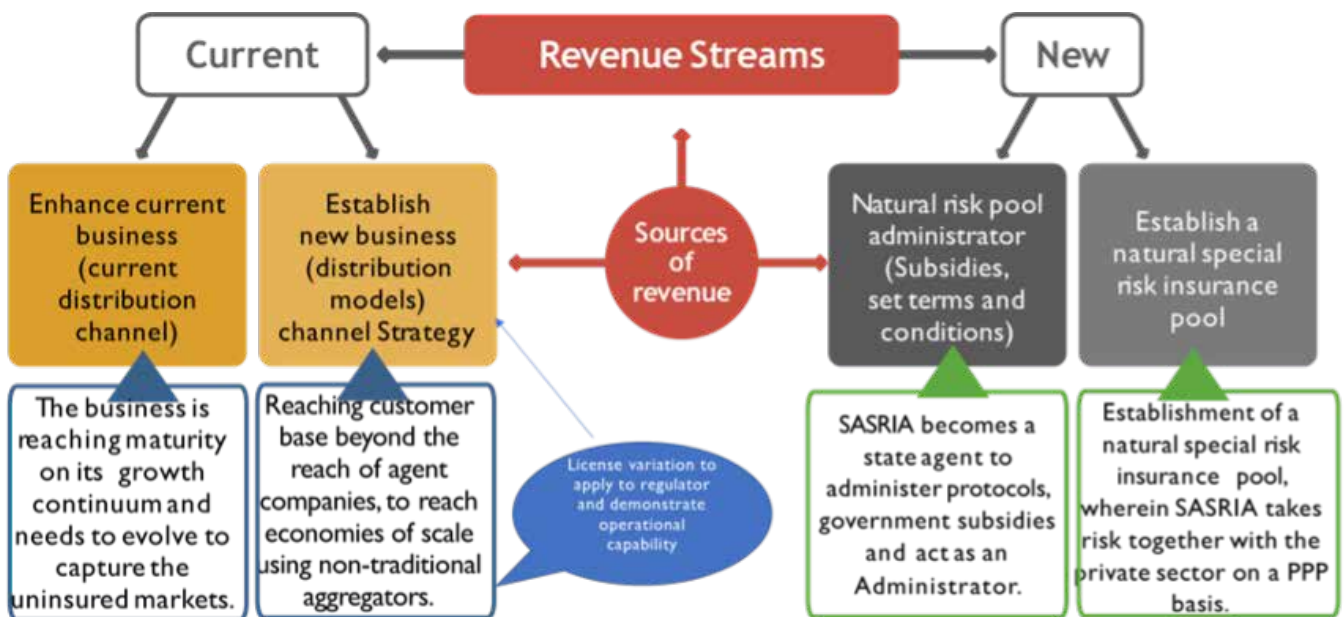 Current
Revenue Streams
New
Enhance current
business
(current
distribution
channel)
Establish
new business
(distribution
models)
channel Strategy
Sources
of
revenue
Natural risk pool
administrator
(Subsidies,
set terms and
conditions)
Establish a
natural special
risk insurance
pool
The business is
reaching maturity
on its growth
continuum and
needs to evolve to
capture the
uninsured markets.
Reaching customer
base beyond the
reach of agent
companies, to reach
economies of scale
using non-traditional
aggregators.
License variation to
apply to regulator
and demonstrate
operational
capability
SASRIA becomes a
state agent to
administer protocols,
government subsidies
and act as an
Administrator.
Establishment of a
natural special risk
insurance pool,
wherein SASRIA takes
risk together with the
private sector on a PPP
basis.